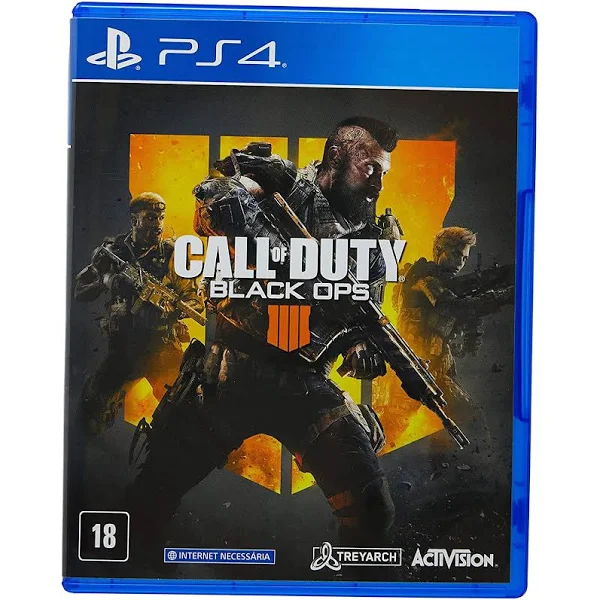 PS4
CALL OF DUTY
BLACK OPS
IIII
18
INTERNET NECESSÁRIA
TREYARCH
ACTIVISION